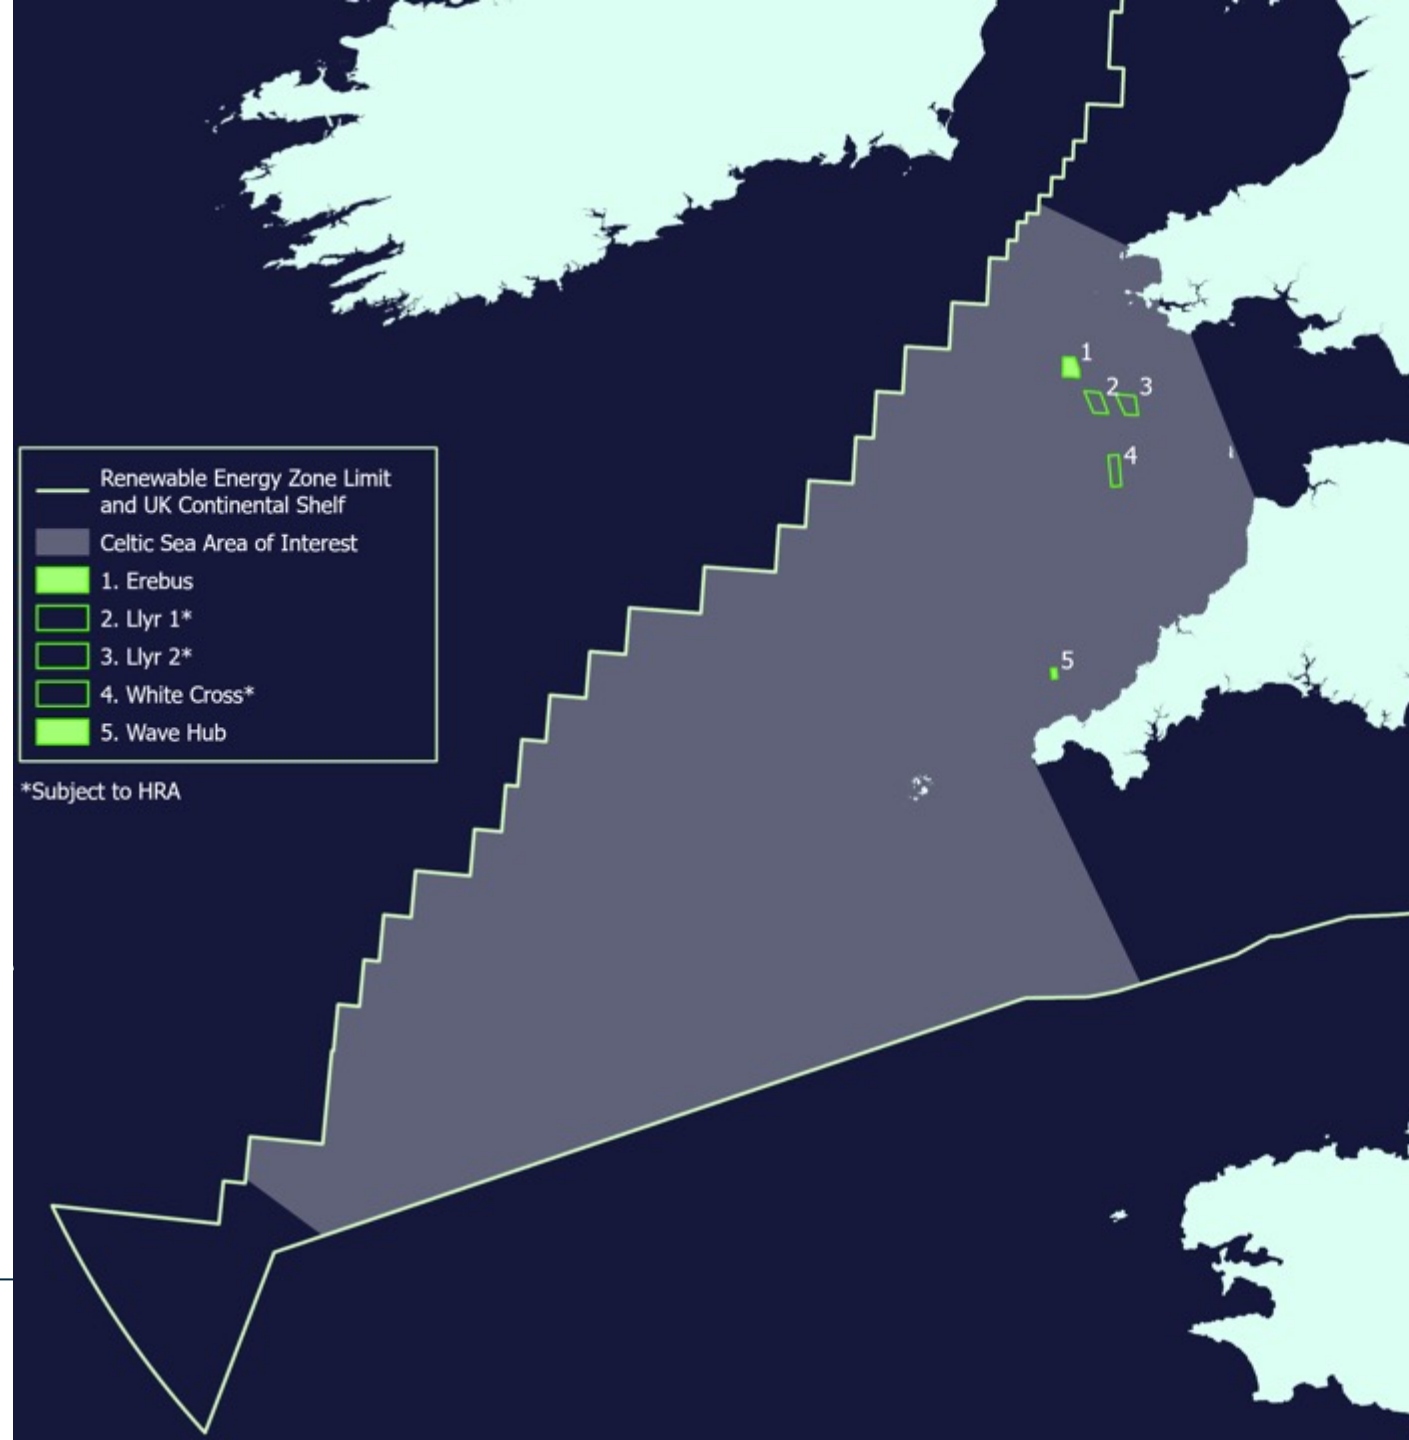 1
2
3
4
5
Renewable Energy Zone Limit
and UK Continental Shelf
Celtic Sea Area of Interest
1. Erebus
2. Llyr 1*
3. Llyr 2*
4. White Cross*
5. Wave Hub
*Subject to HRA